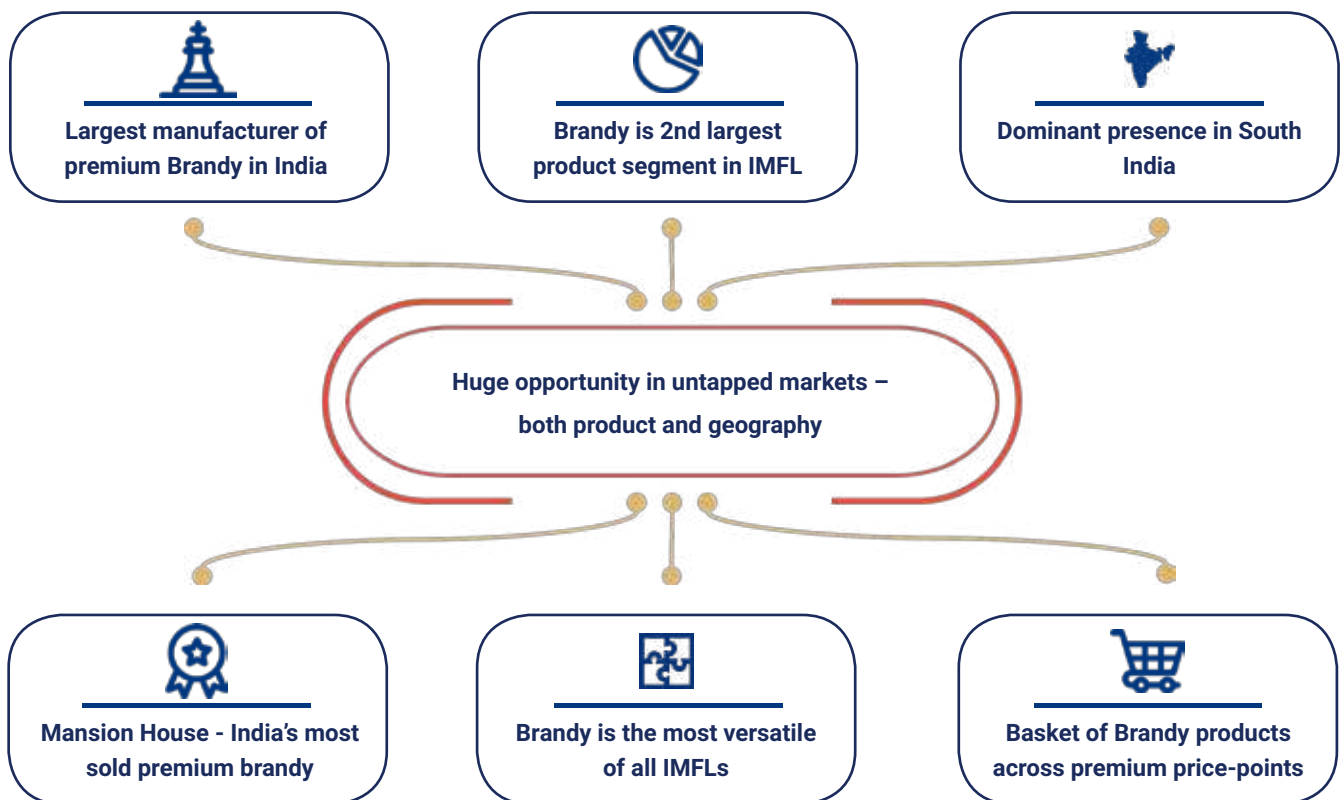 Largest manufacturer of
premium Brandy in India
Brandy is 2nd largest
product segment in IMFL
Dominant presence in South
India
Huge opportunity in untapped markets –
both product and geography
Mansion House - India’s most
sold premium brandy
Brandy is the most versatile
of all IMFLs
Basket of Brandy products
across premium price-points